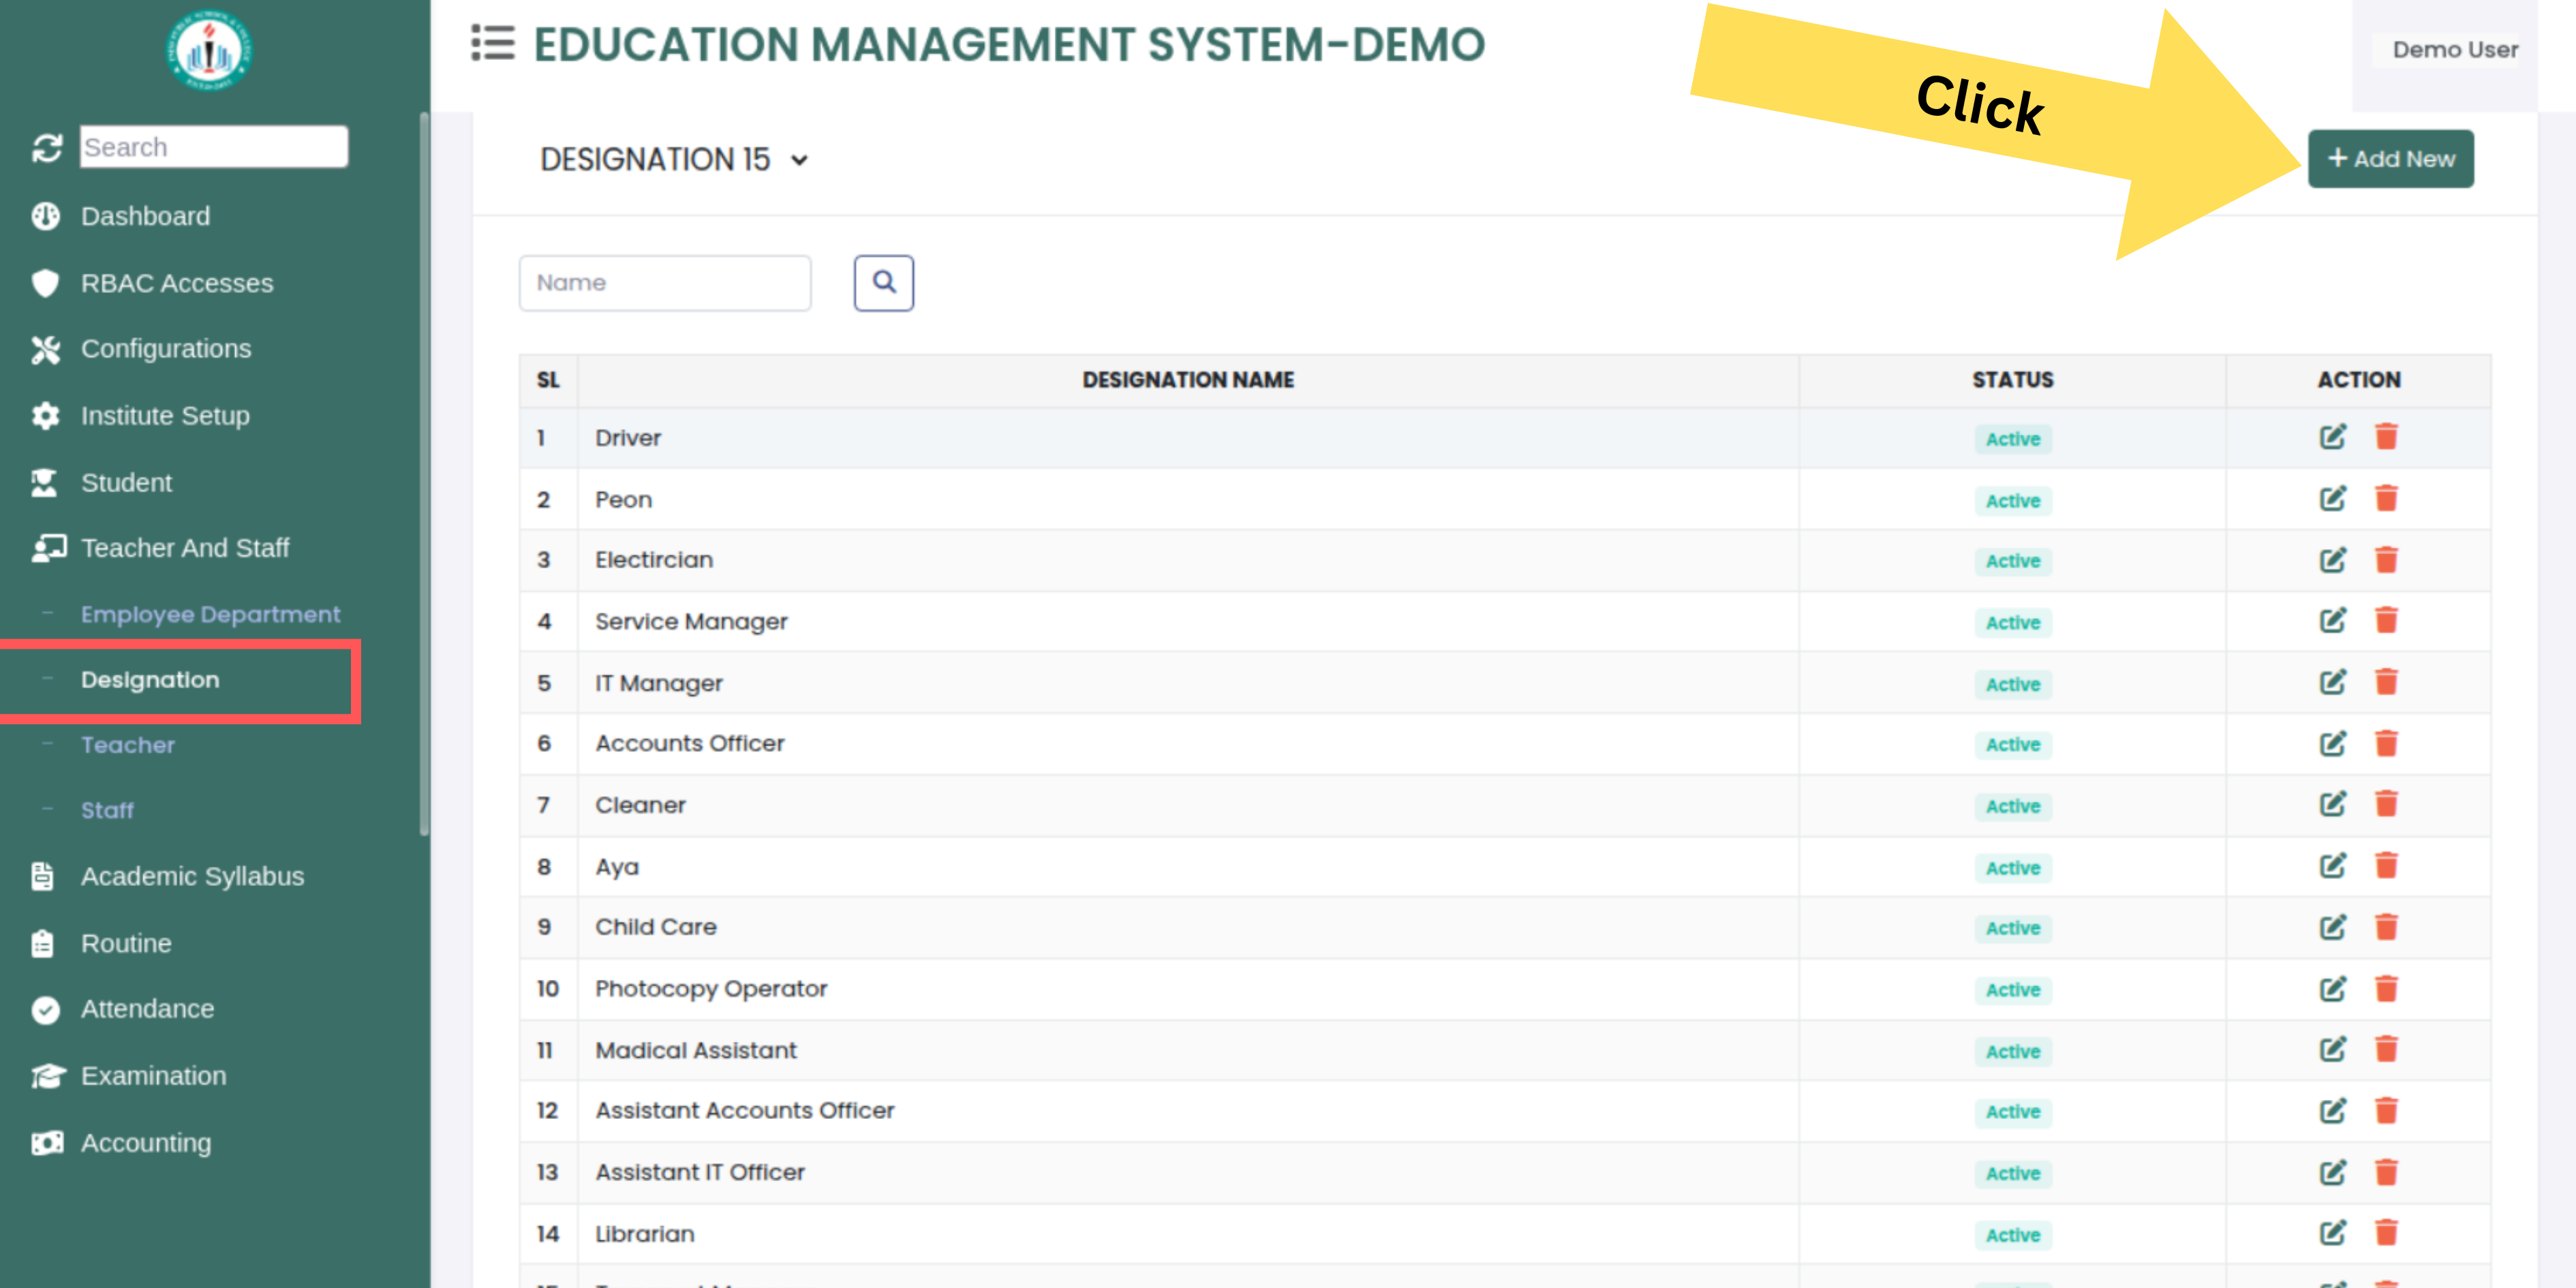 EDUCATION MANAGEMENT SYSTEM-DEMO
Demo User
Click
Search
Dashboard
RBAC Accesses
Configurations
Institute Setup
Student
Teacher And Staff
- Employee Department
- Designation
- Teacher
- Staff
Academic Syllabus
Routine
Attendance
Examination
Accounting
DESIGNATION 15
+ Add New
Name
SL DESIGNATION NAME STATUS ACTION
1 Driver Active
2 Peon Active
3 Electircian Active
4 Service Manager Active
5 IT Manager Active
6 Accounts Officer Active
7 Cleaner Active
8 Aya Active
9 Child Care Active
10 Photocopy Operator Active
11 Madical Assistant Active
12 Assistant Accounts Officer Active
13 Assistant IT Officer Active
14 Librarian Active